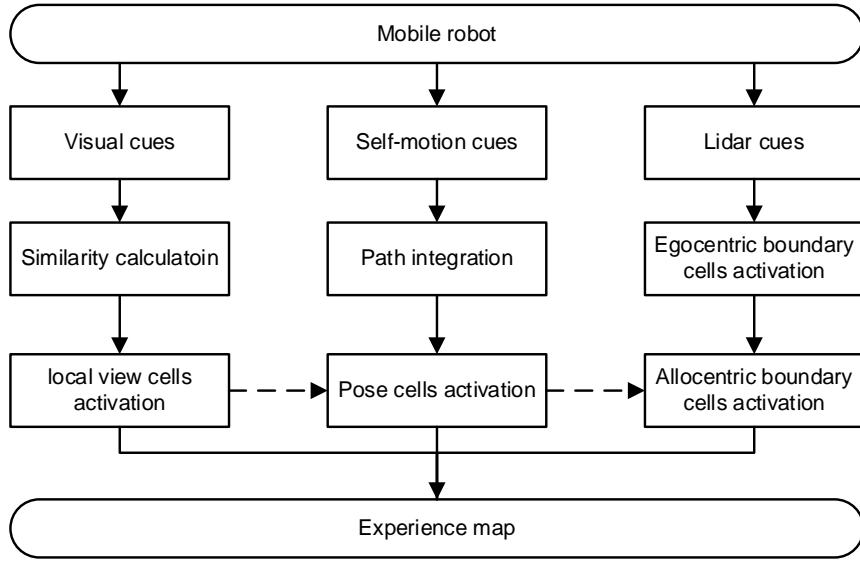 Mobile robot
Visual cues
Self-motion cues
Lidar cues
Similarity calculatoin
Path integration
Egocentric boundary
cells activation
local view cells
activation
Pose cells activation
Allocentric boundary
cells activation
Experience map